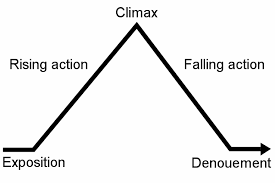 Climax
Rising action
Falling action
Exposition
Denouement